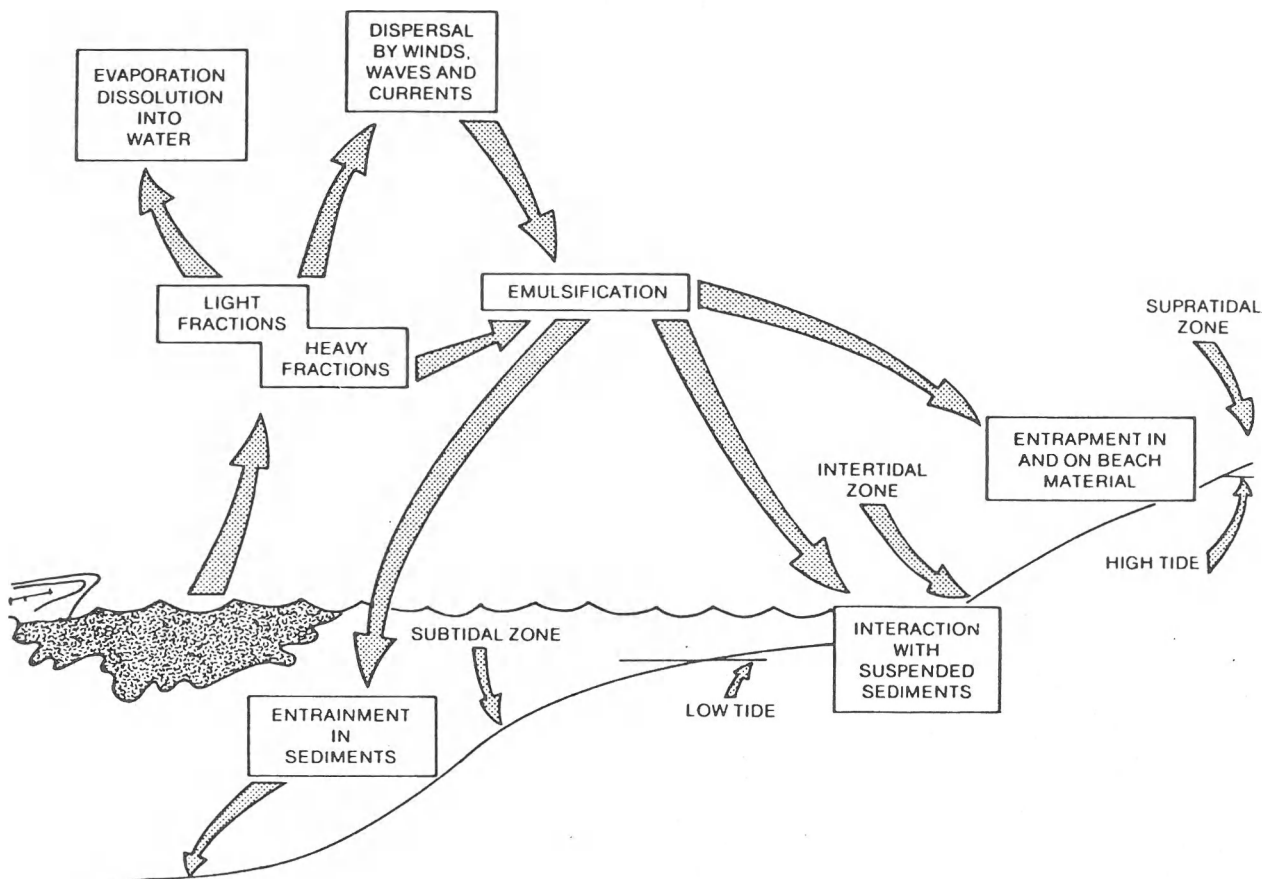 DISPERSAL
BY WINDS,
WAVES AND
CURRENTS
EVAPORATION
DISSOLUTION
INTO
WATER
LIGHT
FRACTIONS
HEAVY
FRACTIONS
EMULSIFICATION
SUPRATIDAL
ZONE
ENTRAPMENT IN
AND ON BEACH
MATERIAL
INTERTIDAL
ZONE
HIGH TIDE
SUBTIDAL ZONE
INTERACTION
WITH
SUSPENDED
SEDIMENTS
LOW TIDE
ENTRAINMENT
IN
SEDIMENTS